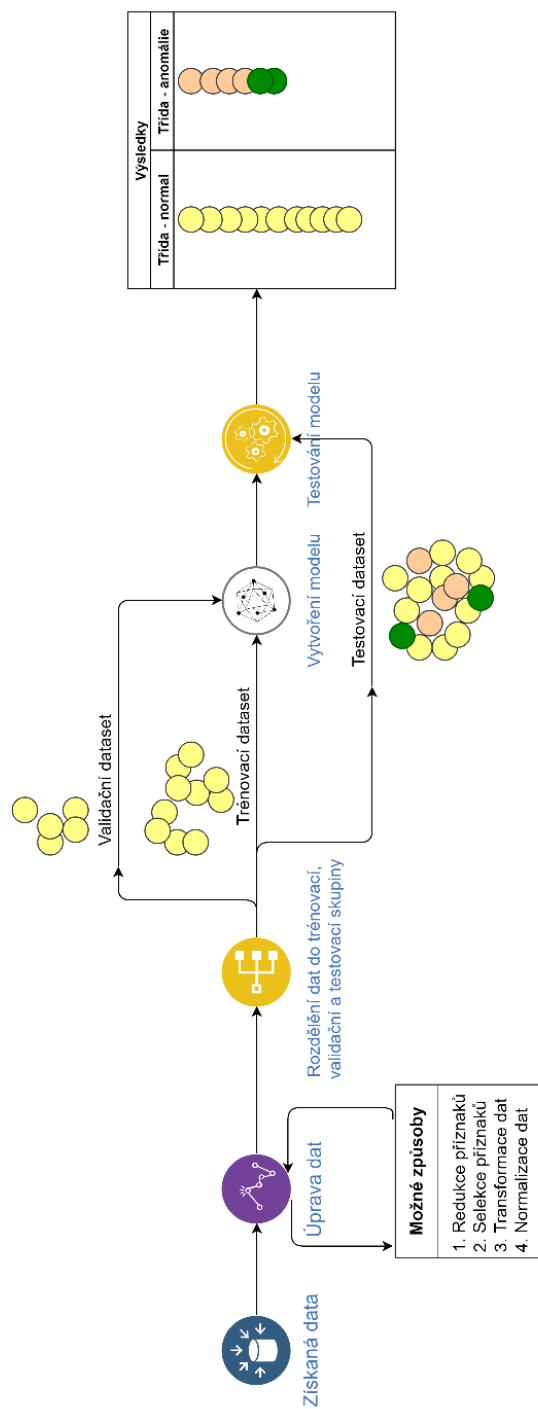 Získaná data
Úprava dat
Možné způsoby
1. Redukce příznaků
2. Selekce příznaků
3. Transformace dat
4. Normalizace dat
Rozdělění dat do trénovací,
validační a testovací skupiny
Validační dataset
Trénovací dataset
Testovací dataset
Vytvoření modelu
Testování modelu
Výsledky
Třída - normal
Třída - anomálie